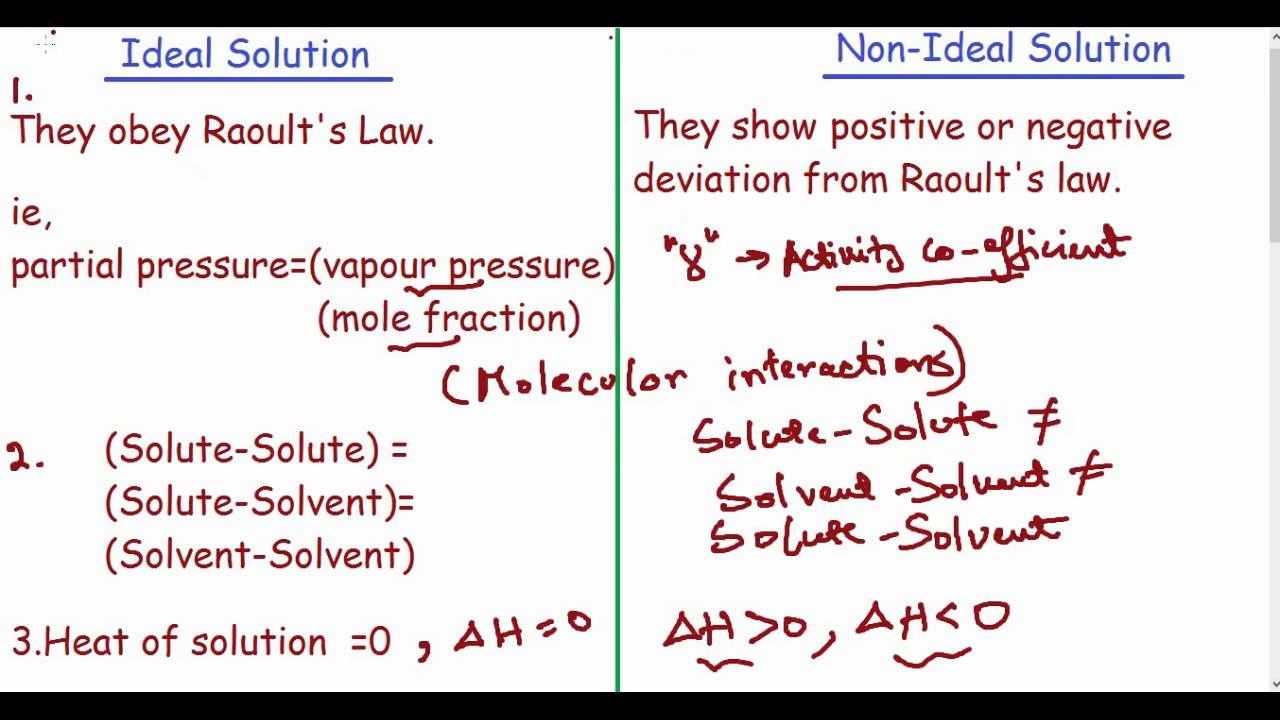 Ideal Solution
1.
They obey Raoult's Law.
ie,
partial pressure=(vapour pressure)
(mole fraction)
(Molecular interactions)
2. (Solute-Solute) =
(Solute-Solvent)=
(Solvent-Solvent)
3.Heat of solution =0 , ΔH = 0
Non-Ideal Solution
They show positive or negative
deviation from Raoult's law.
"γ" → Activity co-efficient
Solute-Solute ≠
Solvent-Solvent ≠
Solute-Solvent
ΔH > 0, ΔH < 0